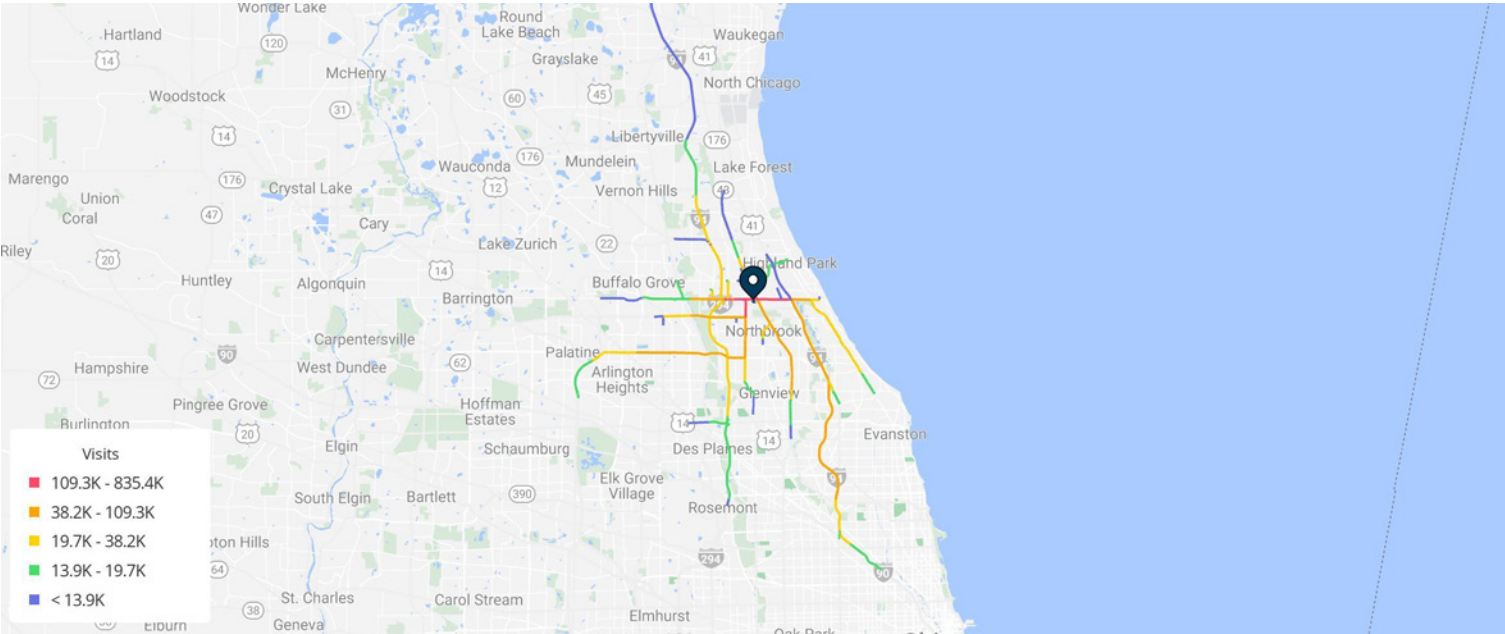 Wonder Lake
Round
Lake Beach
Waukegan
Hartland
120
14
41
Grayslake
McHenry
North Chicago
60
45
Woodstock
31
14
Libertyville
176
176
Mundelein
Wauconda
Lake Forest
Marengo
176
Crystal Lake
12
Vernon Hills
43
Union
Coral
47
94
41
Cary
Riley
Lake Zurich
22
20
14
Highland Park
Huntley
Algonquin
Buffalo Grove
Barrington
Northbrook
Carpentersville
90
Palatine
94
Hampshire
West Dundee
62
Arlington
Heights
72
Glenview
Pingree Grove
Hoffman
Estates
Burlington
20
14
Evanston
14
Elgin
Schaumburg
Des Plaines
Visits
109.3K - 835.4K
38.2K - 109.3K
19.7K - 38.2K
13.9K - 19.7K
< 13.9K
Elk Grove
Village
South Elgin
Bartlett
390
Rosemont
pton Hills
294
90
64
St. Charles
Carol Stream
38
Elmhurst
Elburn
Geneva
Oak Park